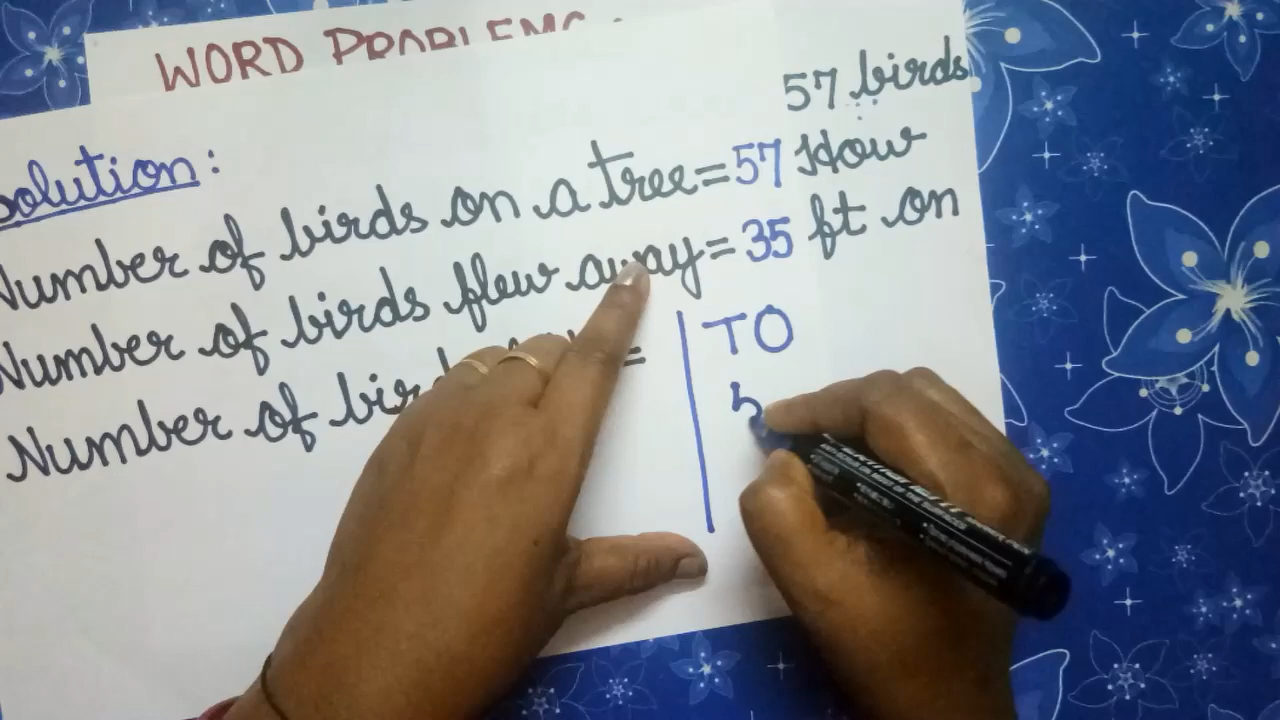 WORD PROBLEMS
57 birds
Solution:
Number of birds on a tree = 57 How
Number of birds flew away = 35 ft on
Number of =
TO
5